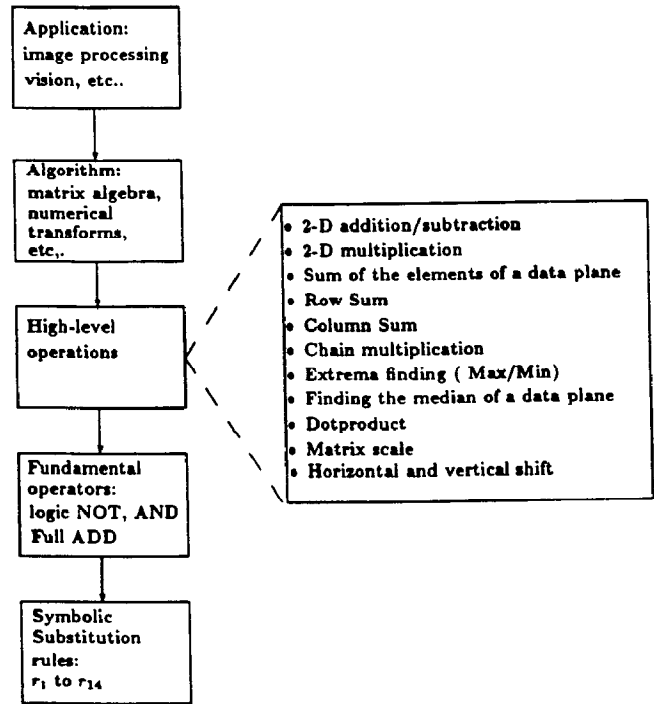 Application:
image processing
vision, etc..
Algorithm:
matrix algebra,
numerical
transforms,
etc,.
High-level
operations
• 2-D addition/subtraction
• 2-D multiplication
• Sum of the elements of a data plane
• Row Sum
• Column Sum
• Chain multiplication
• Extrema finding ( Max/Min)
• Finding the median of a data plane
• Dotproduct
• Matrix scale
• Horizontal and vertical shift
Fundamental
operators:
logic NOT, AND
Full ADD
Symbolic
Substitution
rules:
r₁ to r₁₄